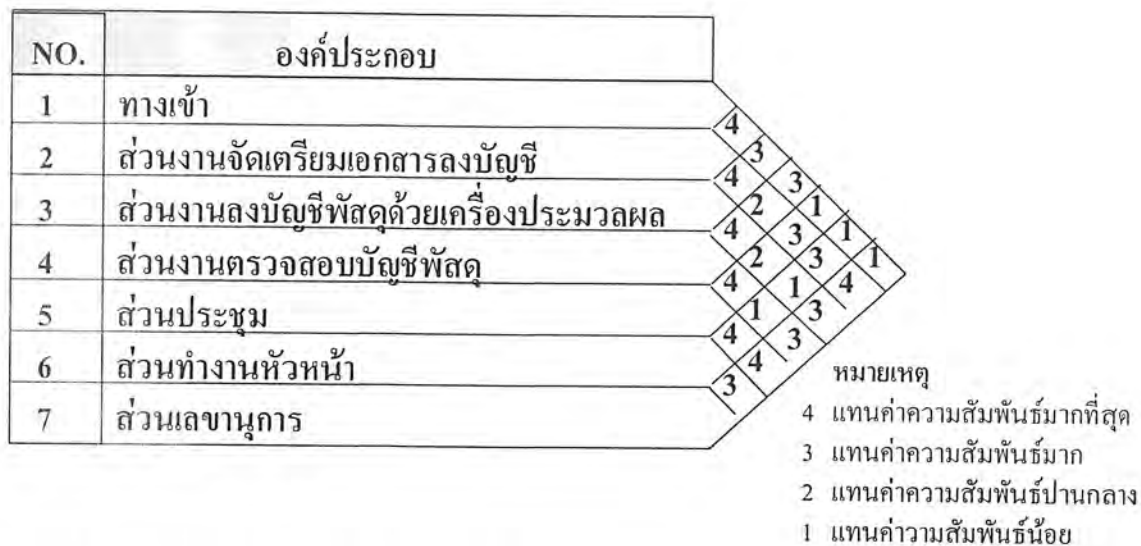 NO. องค์ประกอบ
1 ทางเข้า
2 ส่วนงานจัดเตรียมเอกสารลงบัญชี
3 ส่วนงานลงบัญชีพัสดุด้วยเครื่องประมวลผล
4 ส่วนงานตรวจสอบบัญชีพัสดุ
5 ส่วนประชุม
6 ส่วนทำงานหัวหน้า
7 ส่วนเลขานุการ
4
3
4 3
2 1
4 3 1
2 3 1
4 1 4
1 3
4 3
4
3
หมายเหตุ
4 แทนค่าความสัมพันธ์มากที่สุด
3 แทนค่าความสัมพันธ์มาก
2 แทนค่าความสัมพันธ์ปานกลาง
1 แทนค่าวามสัมพันธ์น้อย